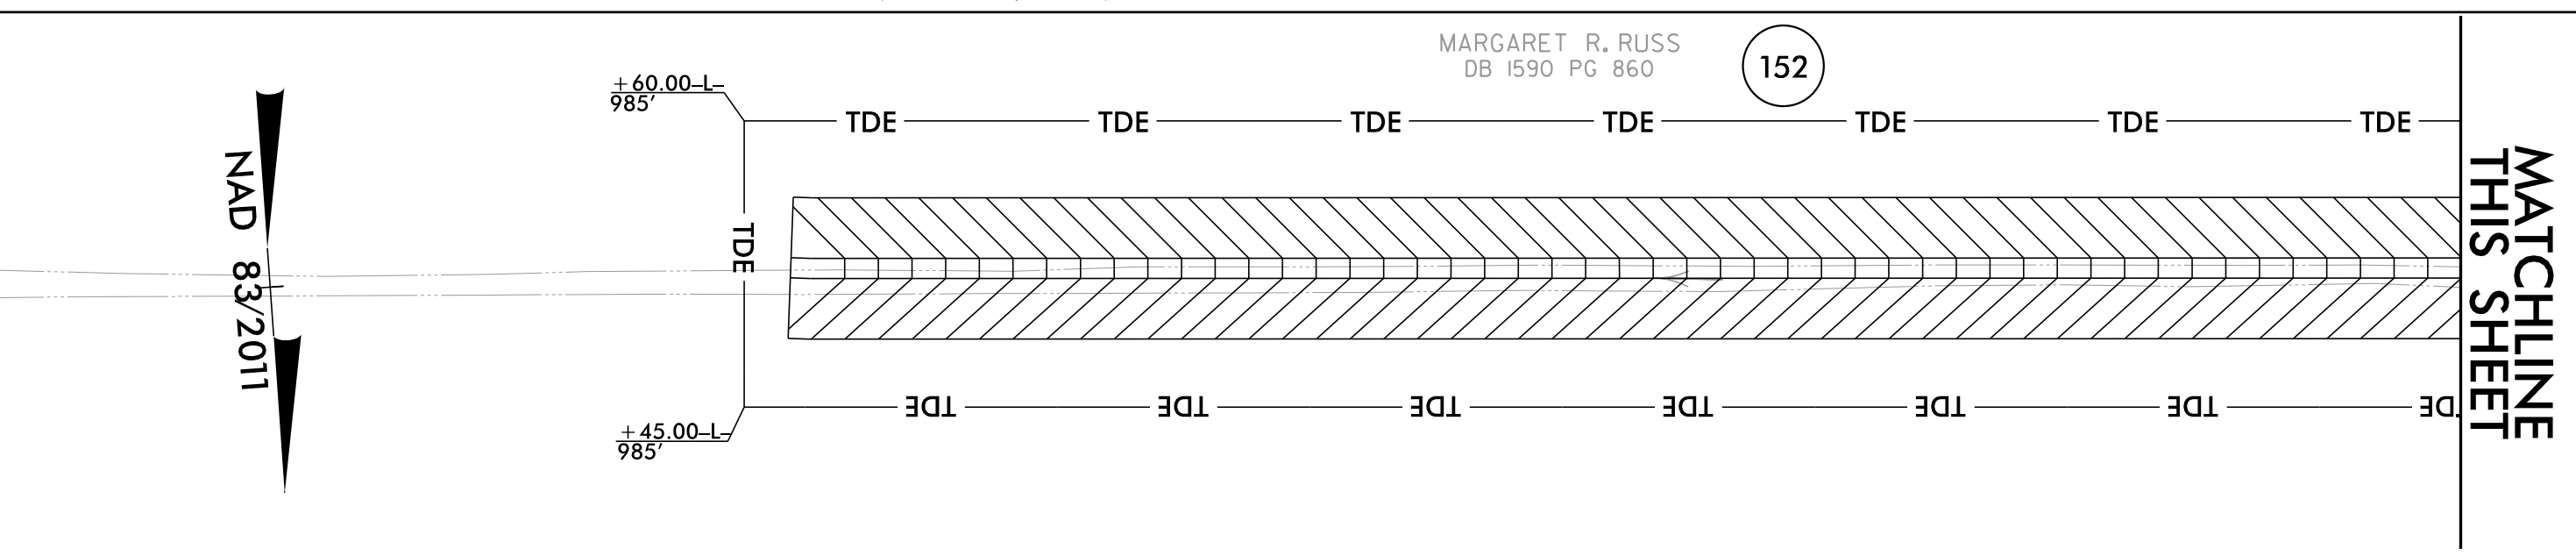 MARGARET R. RUSS
DB 1590 PG 860
152
+60.00-L-
985'
TDE TDE TDE TDE TDE TDE TDE
NAD 83/2011
TDE
MATCHLINE
THIS SHEET
TDE TDE TDE TDE TDE TDE TDE
+45.00-L-
985'